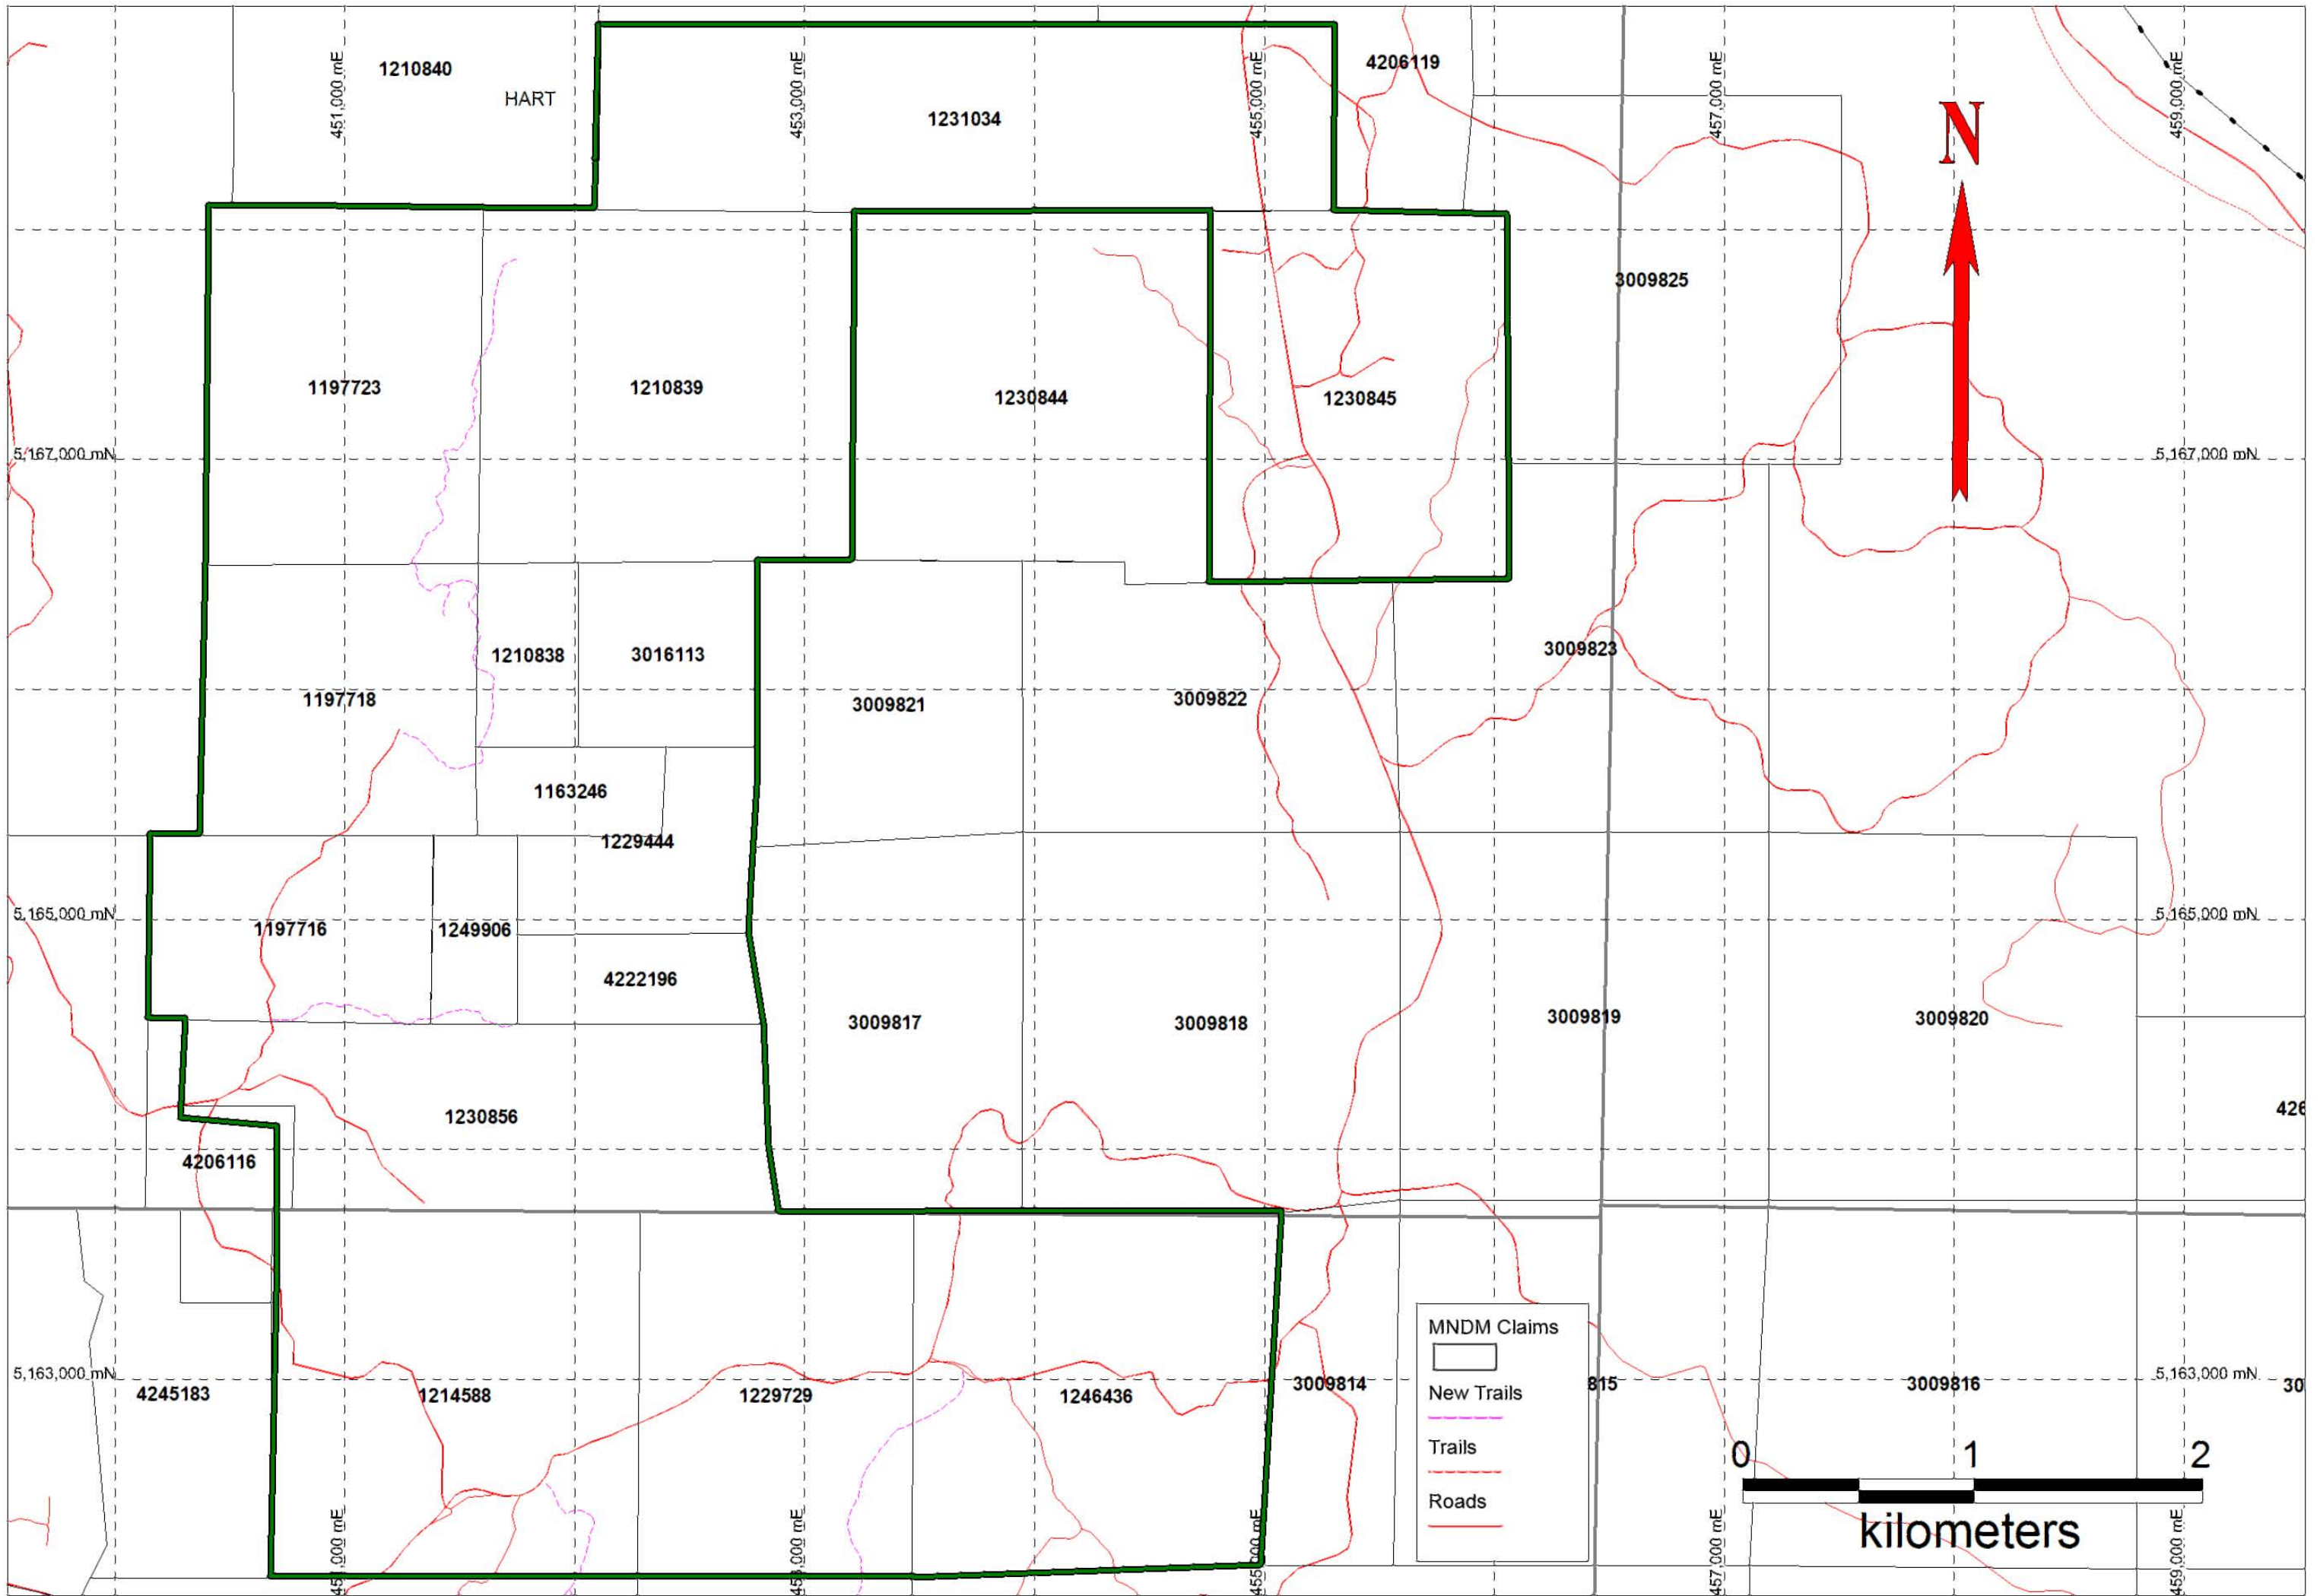 451,000 mE
453,000 mE
455,000 mE
457,000 mE
459,000 mE
1210840
4206119
HART
1231034
N
3009825
1197723
1210839
1230844
1230845
5,167,000 mN
5,167,000 mN
1210838
3016113
3009823
1197718
3009821
3009822
1163246
1229444
5,165,000 mN
5,165,000 mN
1197716
1249906
4222196
3009817
3009818
3009819
3009820
426
1230856
4206116
MNDM Claims
5,163,000 mN
5,163,000 mN
4245183
1214588
1229729
1246436
3009814
815
3009816
30
New Trails
Trails
Roads
0 1 2
kilometers
451,000 mE
453,000 mE
455,000 mE
457,000 mE
459,000 mE